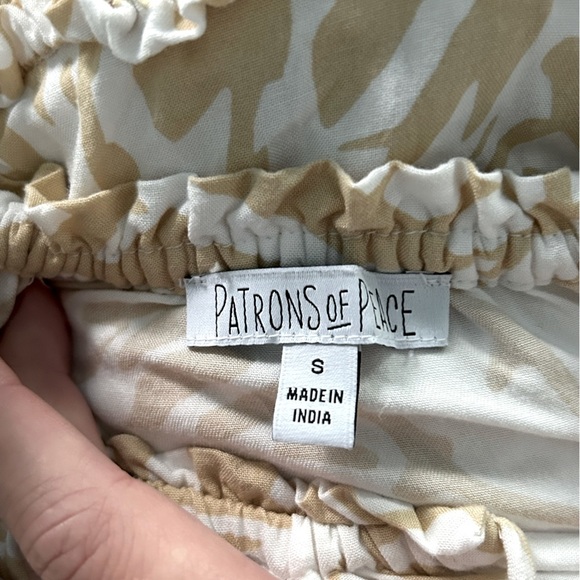 PATRONS OF PEACE
S
MADE IN
INDIA